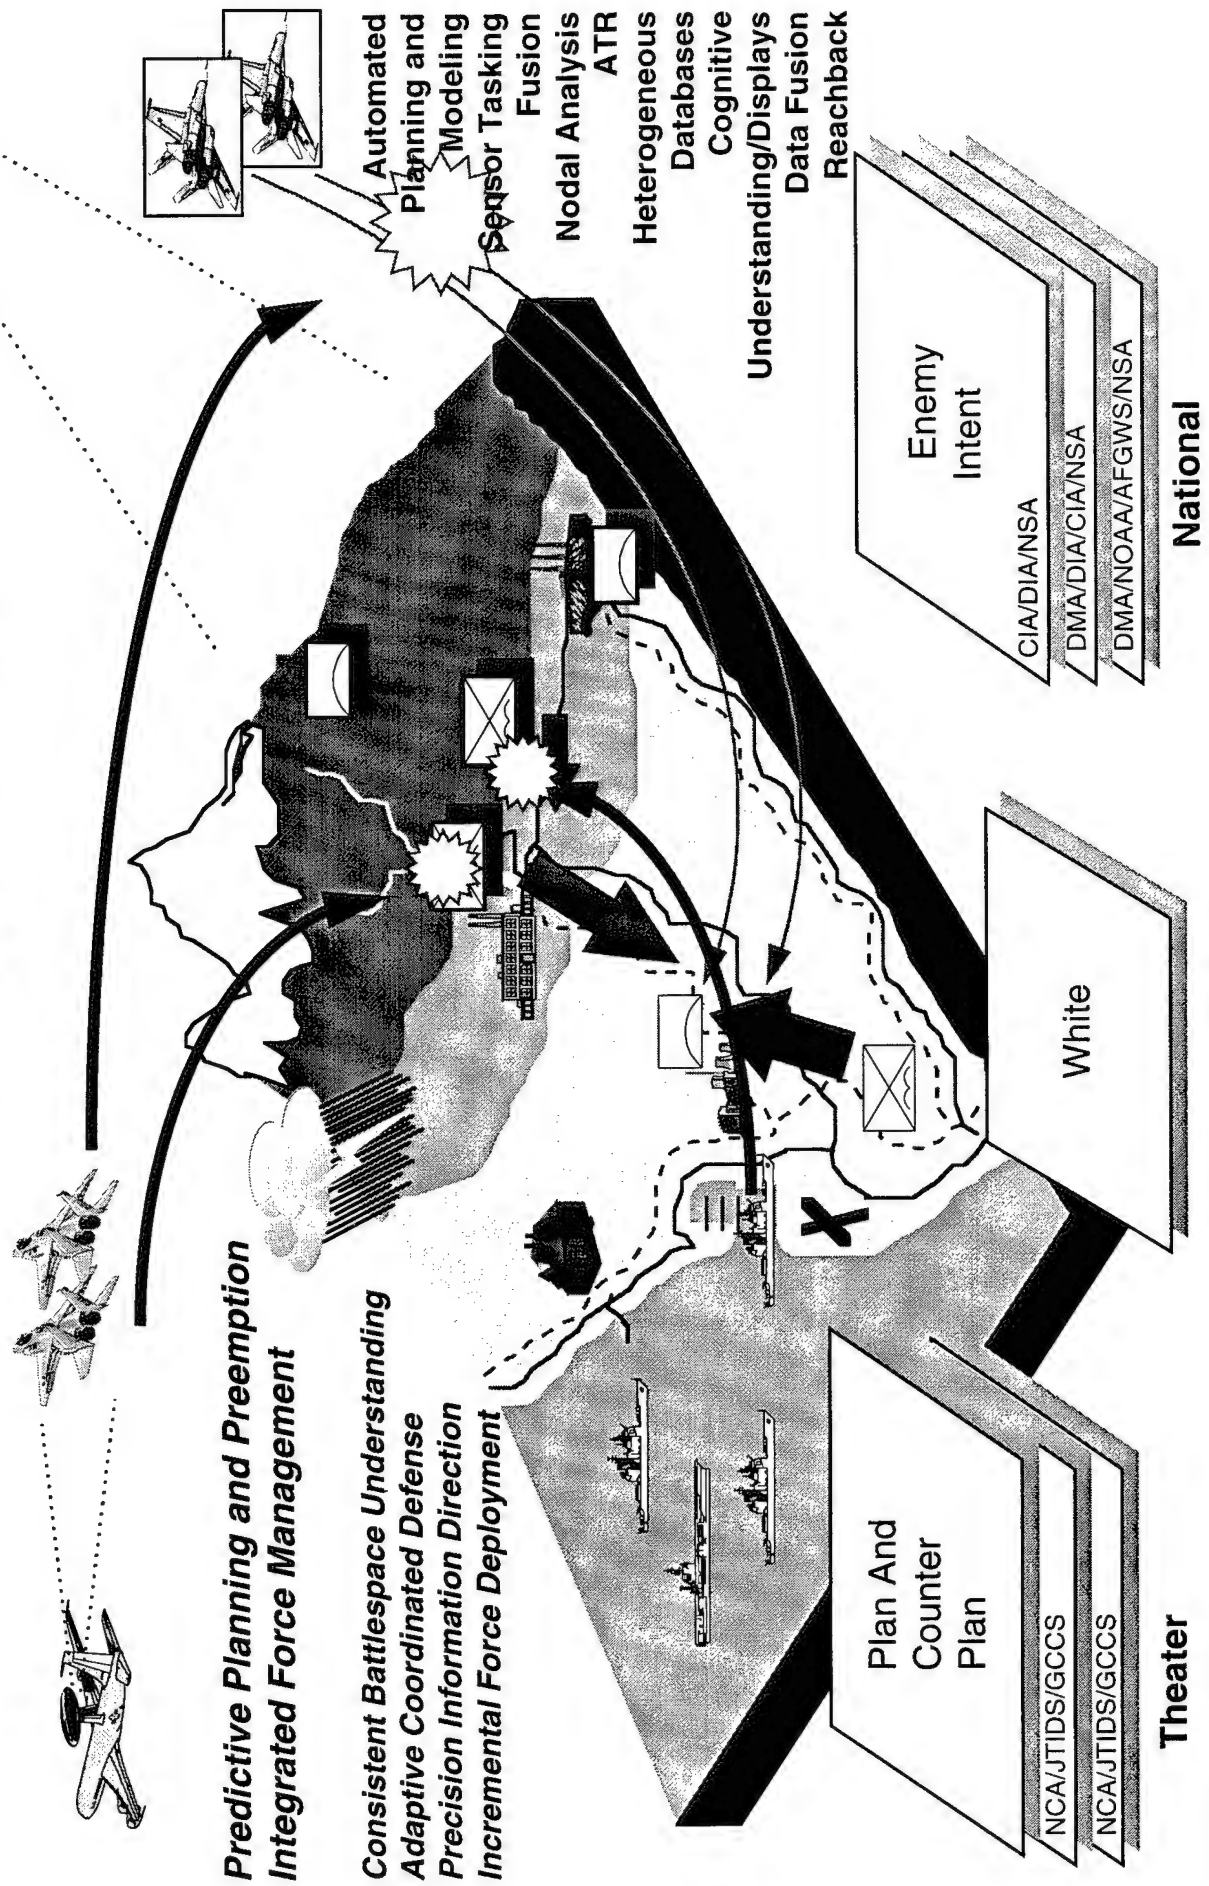 Predictive Planning and Preemption
Integrated Force Management
Consistent Battlespace Understanding
Adaptive Coordinated Defense
Precision Information Direction
Incremental Force Deployment
Automated
Planning and
Modeling
Sensor Tasking
Fusion
Nodal Analysis
ATR
Heterogeneous
Databases
Cognitive
Understanding/Displays
Data Fusion
Reachback
Plan And
Counter
Plan
NCA/JTIDS/GCCS
NCA/JTIDS/GCCS
Theater
White
Enemy
Intent
CIA/DIA/NSA
DMA/DIA/CIA/NSA
DMA/NOAA/AFGWS/NSA
National